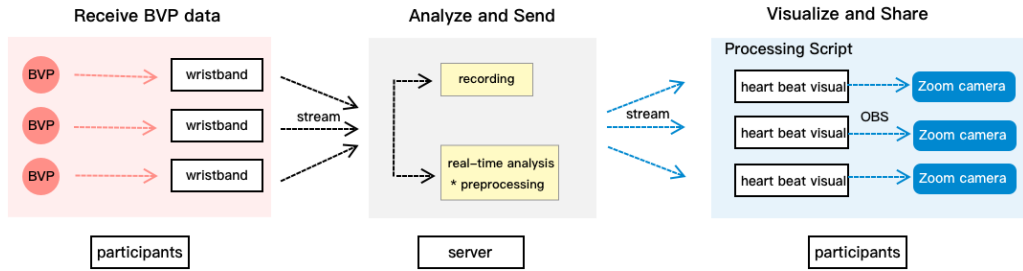 Receive BVP data
Analyze and Send
Visualize and Share
BVP
wristband
BVP
wristband
BVP
wristband
stream
recording
real-time analysis
* preprocessing
stream
Processing Script
heart beat visual
Zoom camera
OBS
heart beat visual
Zoom camera
heart beat visual
Zoom camera
participants
server
participants